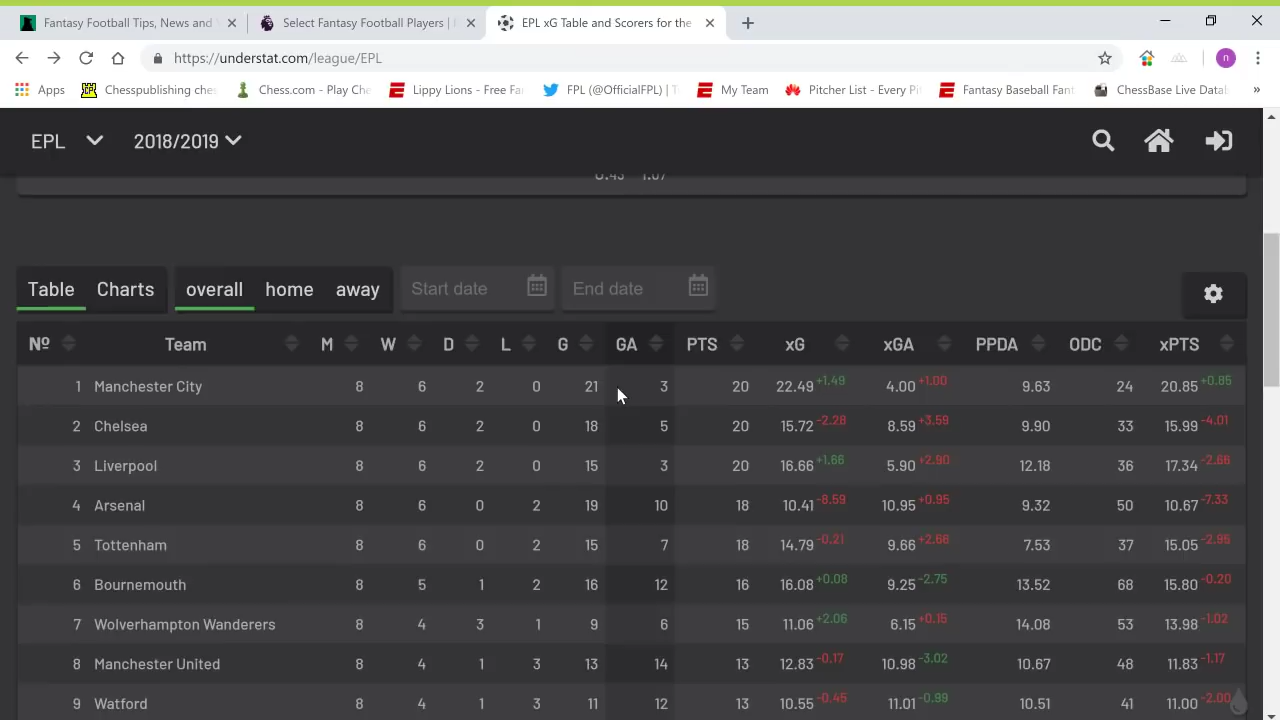 Fantasy Football Tips, News and
Select Fantasy Football Players |
EPL xG Table and Scorers for the
https://understat.com/league/EPL
n
Apps Chesspublishing.ches Chess.com - Play Che Lippy Lions - Free Fan FPL (@OfficialFPL) | T My Team Pitcher List - Every Pi Fantasy Baseball Fant ChessBase Live Datab »
EPL 2018/2019
0.43 1.07
Table Charts overall home away Start date End date
Nº Team M W D L G GA PTS xG xGA PPDA ODC xPTS
1 Manchester City 8 6 2 0 21 3 20 22.49+1.49 4.00+1.00 9.63 24 20.85+0.85
2 Chelsea 8 6 2 0 18 5 20 15.72-2.28 8.59+3.59 9.90 33 15.99-4.01
3 Liverpool 8 6 2 0 15 3 20 16.66+1.66 5.90+2.90 12.18 36 17.34-2.66
4 Arsenal 8 6 0 2 19 10 18 10.41-8.59 10.95+0.95 9.32 50 10.67-7.33
5 Tottenham 8 6 0 2 15 7 18 14.79-0.21 9.66+2.66 7.53 37 15.05-2.95
6 Bournemouth 8 5 1 2 16 12 16 16.08+0.08 9.25-2.75 13.52 68 15.80-0.20
7 Wolverhampton Wanderers 8 4 3 1 9 6 15 11.06+2.06 6.15+0.15 14.08 53 13.98-1.02
8 Manchester United 8 4 1 3 13 14 13 12.83-0.17 10.98-3.02 10.67 48 11.83-1.17
9 Watford 8 4 1 3 11 12 13 10.55-0.45 11.01-0.99 10.51 41 11.00-2.00